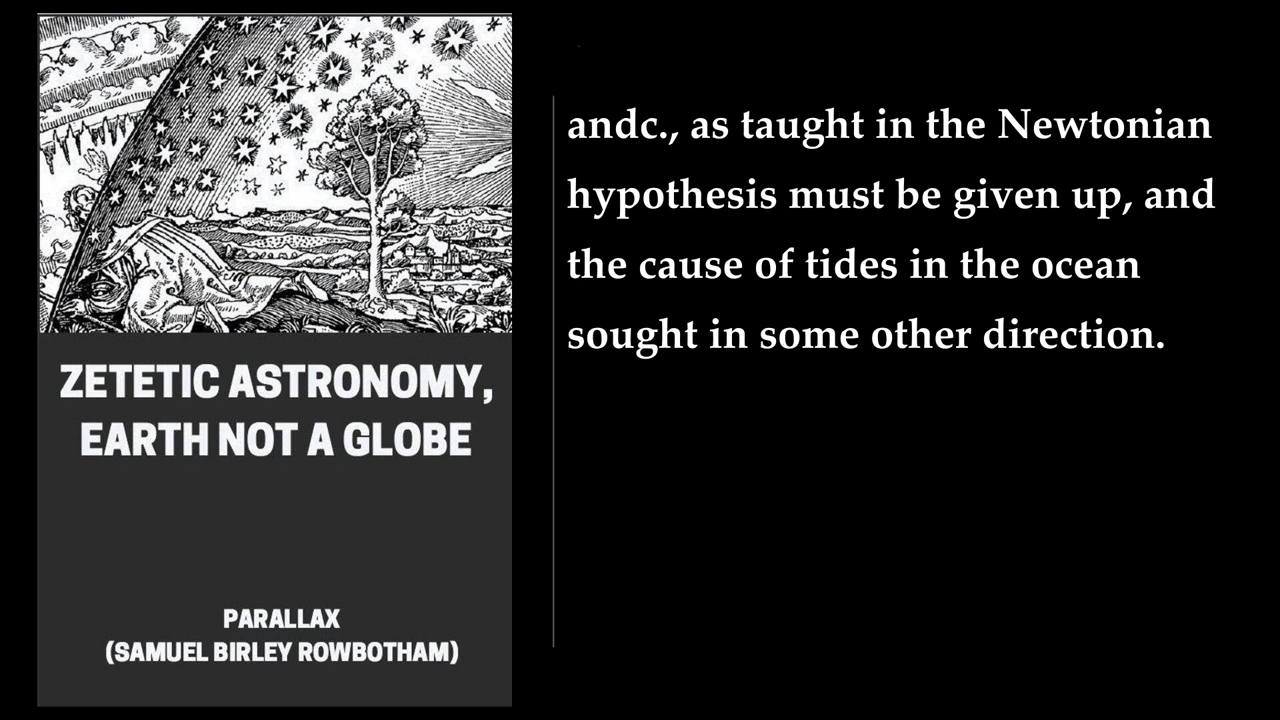 ZETETIC ASTRONOMY,
EARTH NOT A GLOBE
PARALLAX
(SAMUEL BIRLEY ROWBOTHAM)
andc., as taught in the Newtonian
hypothesis must be given up, and
the cause of tides in the ocean
sought in some other direction.